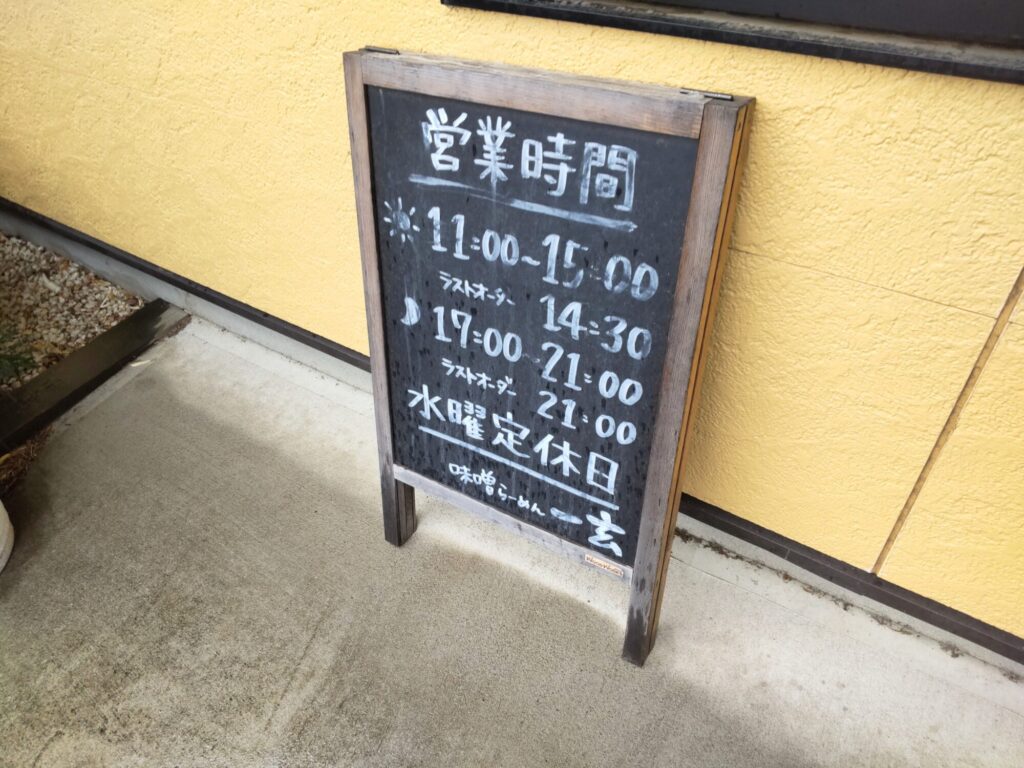 営業時間
11:00~15:00
ラストオーダー 14:30
17:00 21:00
ラストオーダー 21:00
水曜定休日
味噌らーめん 一玄